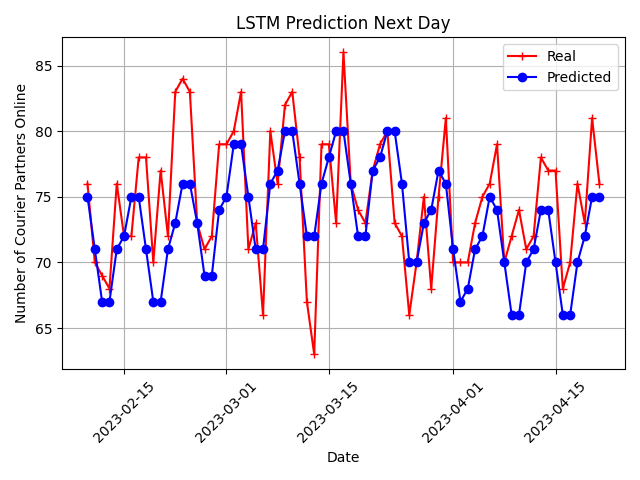 LSTM Prediction Next Day
Real
Predicted
Number of Courier Partners Online
85
80
75
70
65
2023-02-15
2023-03-01
2023-03-15
2023-04-01
2023-04-15
Date